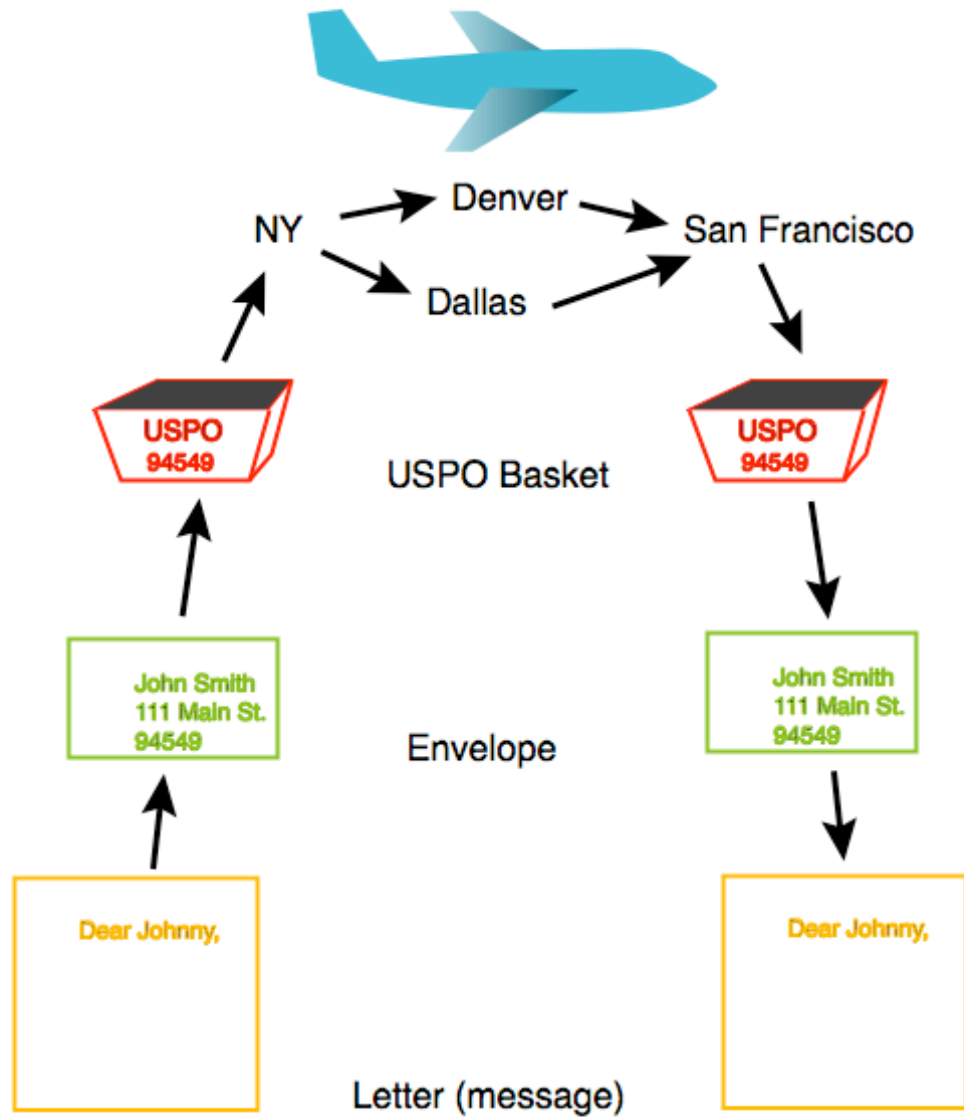 Denver
NY
San Francisco
Dallas
USPO
94549
USPO
94549
USPO Basket
John Smith
111 Main St.
94549
John Smith
111 Main St.
94549
Envelope
Dear Johnny,
Dear Johnny,
Letter (message)